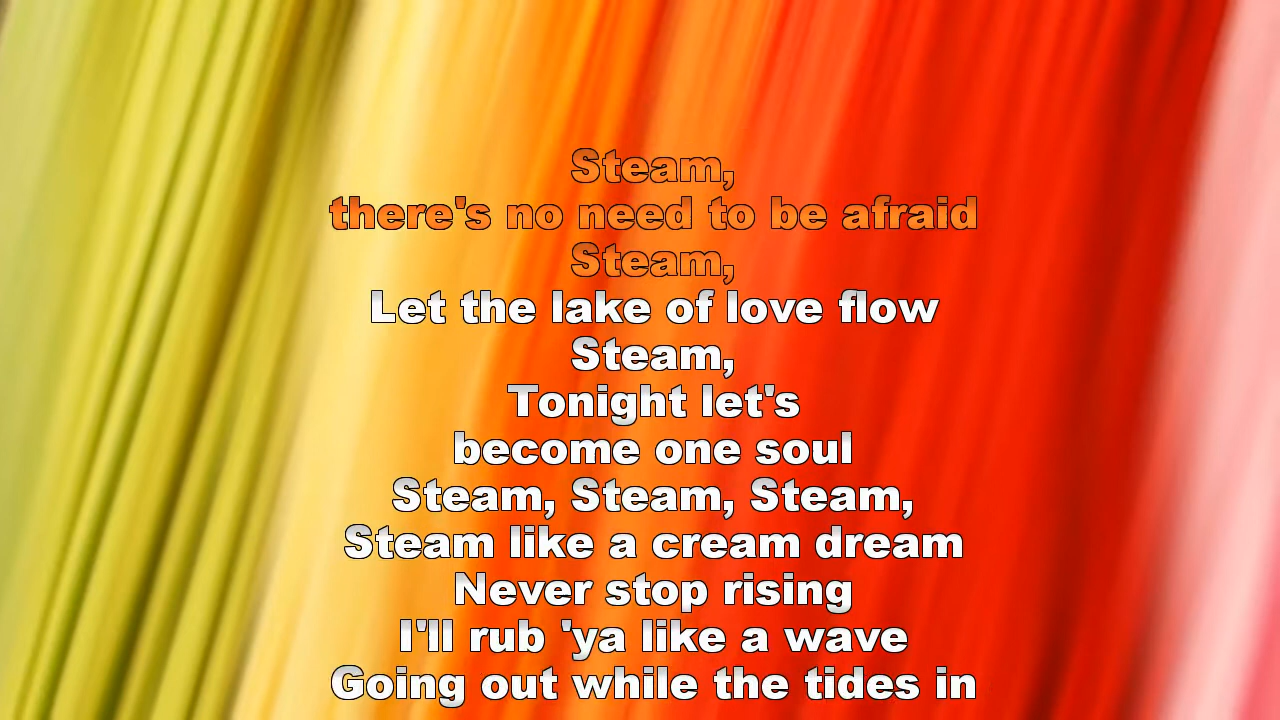 Steam,
there's no need to be afraid
Steam,
Let the lake of love flow
Steam,
Tonight let's
become one soul
Steam, Steam, Steam,
Steam like a cream dream
Never stop rising
I'll rub 'ya like a wave
Going out while the tides in